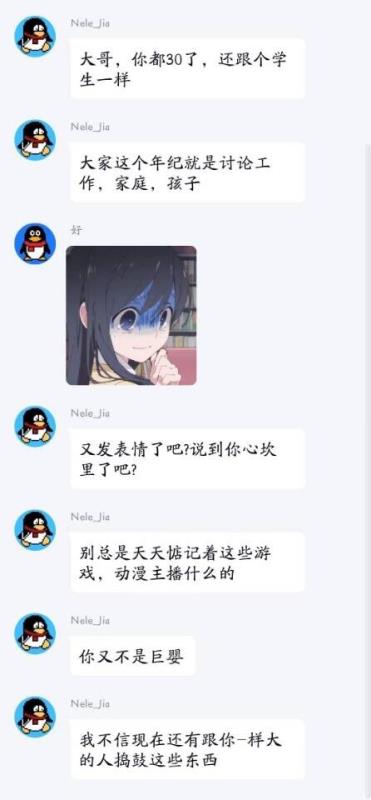 Nele_Jia
大哥，你都30了，还跟个学
生一样
Nele_Jia
大家这个年纪就是讨论工
作，家庭，孩子
好
Nele_Jia
又发表情了吧?说到你心坎
里了吧?
Nele_Jia
别总是天天惦记着这些游
戏，动漫主播什么的
Nele_Jia
你又不是巨婴
Nele_Jia
我不信现在还有跟你-样大
的人捣鼓这些东西